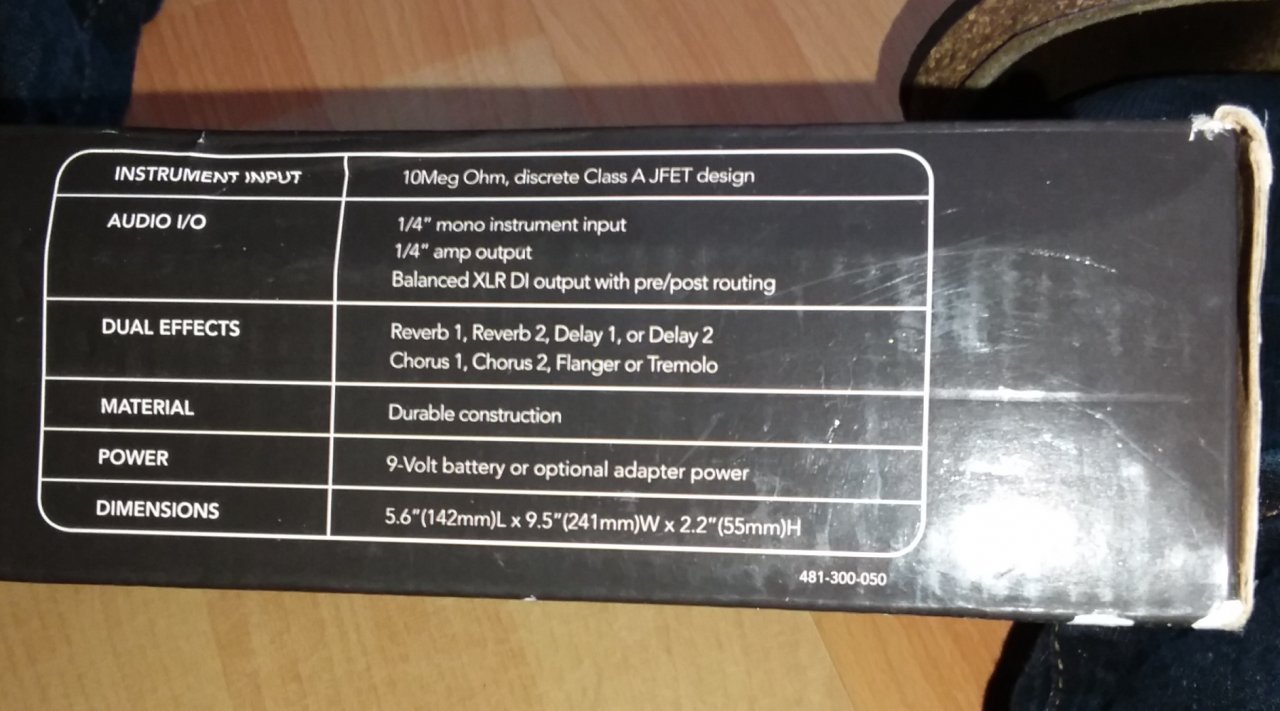 INSTRUMENT INPUT 10Meg Ohm, discrete Class A JFET design
AUDIO I/O 1/4" mono instrument input
1/4" amp output
Balanced XLR DI output with pre/post routing
DUAL EFFECTS Reverb 1, Reverb 2, Delay 1, or Delay 2
Chorus 1, Chorus 2, Flanger or Tremolo
MATERIAL Durable construction
POWER 9-Volt battery or optional adapter power
DIMENSIONS 5.6"(142mm)L x 9.5"(241mm)W x 2.2"(55mm)H
481-300-050